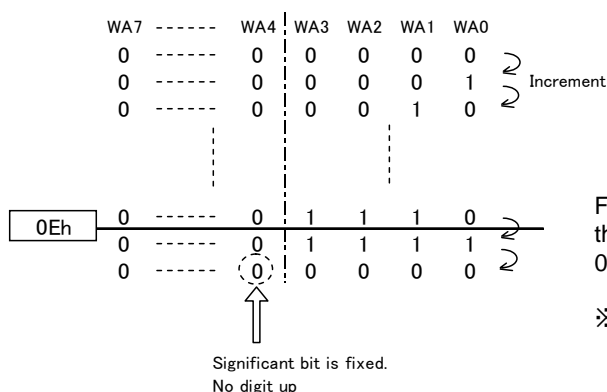 WA7 ------ WA4 WA3 WA2 WA1 WA0
0 ------ 0 0 0 0 0
0 ------ 0 0 0 0 1
Increment
0 ------ 0 0 0 1 0
0Eh
0 ------ 0 1 1 1 0
0 ------ 0 1 1 1 1
0 ------ 0 0 0 0 0
F
th
0
※
Significant bit is fixed.
No digit up